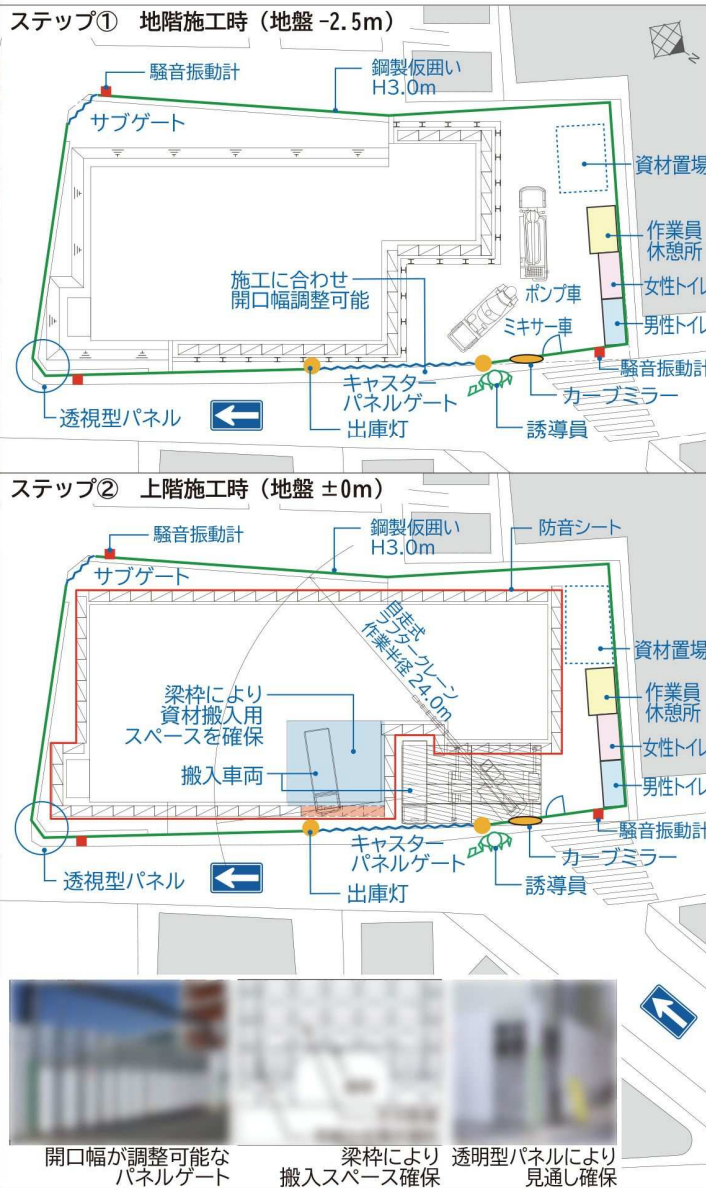 ステップ① 地階施工時（地盤 -2.5m）
騒音振動計
鋼製仮囲い
H3.0m
サブゲート
資材置場
作業員
休憩所
施工に合わせ
開口幅調整可能
ポンプ車
女性トイレ
ミキサー車
男性トイレ
騒音振動計
キャスター
パネルゲート
カーブミラー
透視型パネル
出庫灯
誘導員
ステップ② 上階施工時（地盤 ±0m）
騒音振動計
鋼製仮囲い
H3.0m
防音シート
サブゲート
自走式
ラフタークレーン
作業半径 24.0m
資材置場
梁枠により
資材搬入用
スペースを確保
作業員
休憩所
搬入車両
女性トイレ
男性トイレ
騒音振動計
キャスター
パネルゲート
カーブミラー
透視型パネル
出庫灯
誘導員
開口幅が調整可能な
パネルゲート
梁枠により
搬入スペース確保
透明型パネルにより
見通し確保